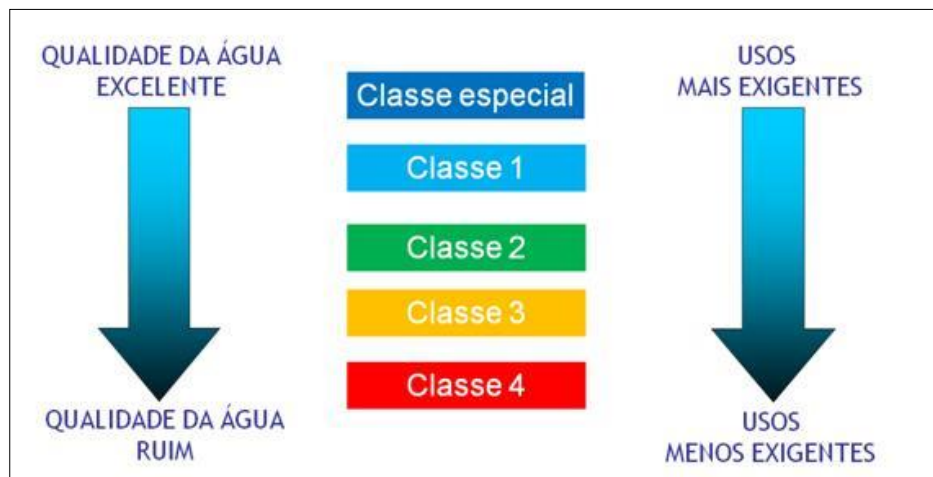 QUALIDADE DA ÁGUA
EXCELENTE
USOS
MAIS EXIGENTES
Classe especial
Classe 1
Classe 2
Classe 3
Classe 4
QUALIDADE DA ÁGUA
RUIM
USOS
MENOS EXIGENTES